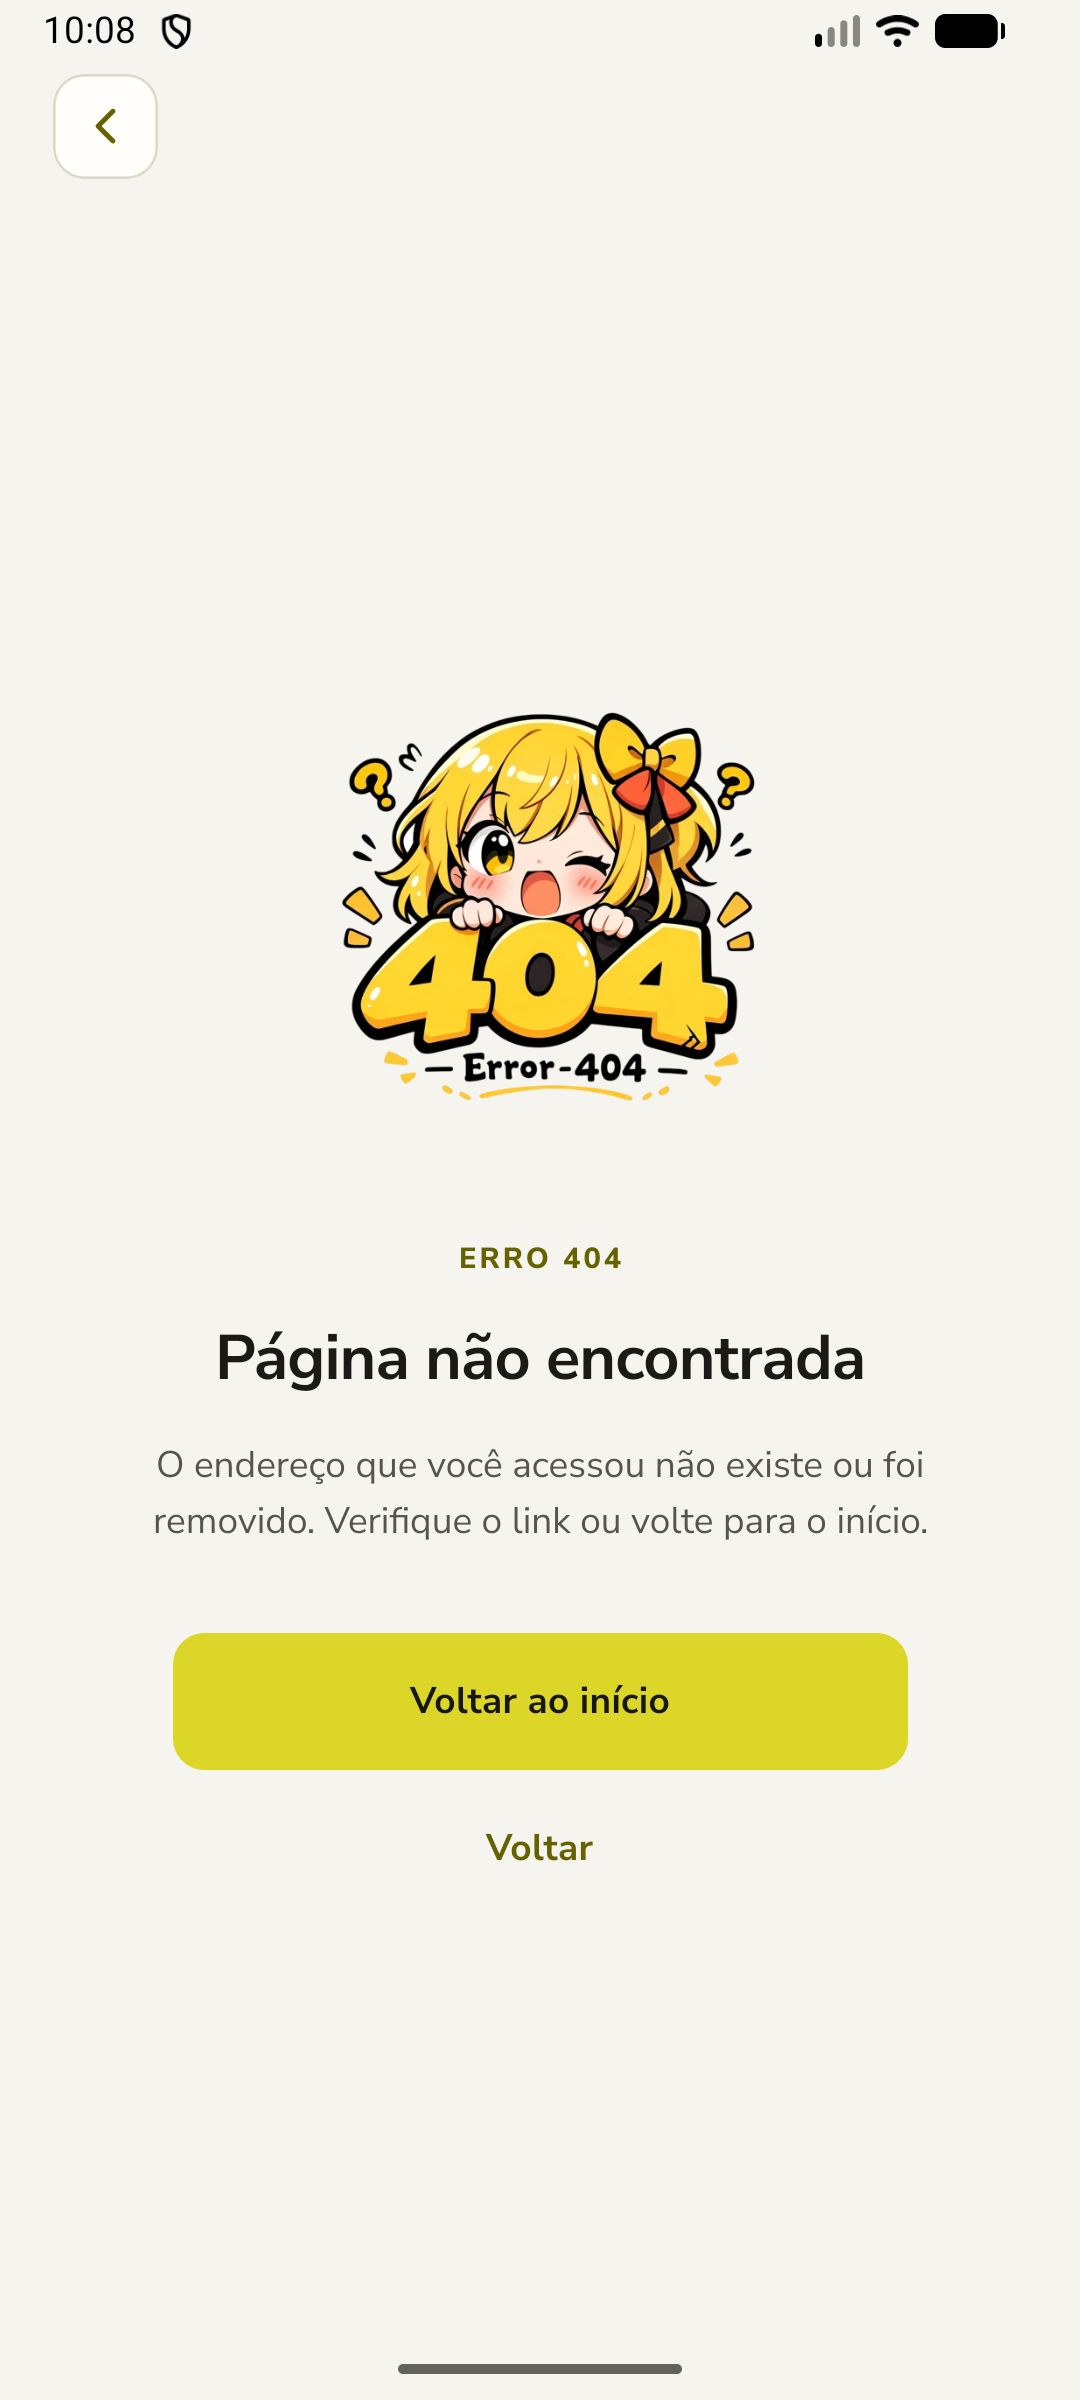 10:08
404
— Error-404 —
ERRO 404
Página não encontrada
O endereço que você acessou não existe ou foi
removido. Verifique o link ou volte para o início.
Voltar ao início
Voltar